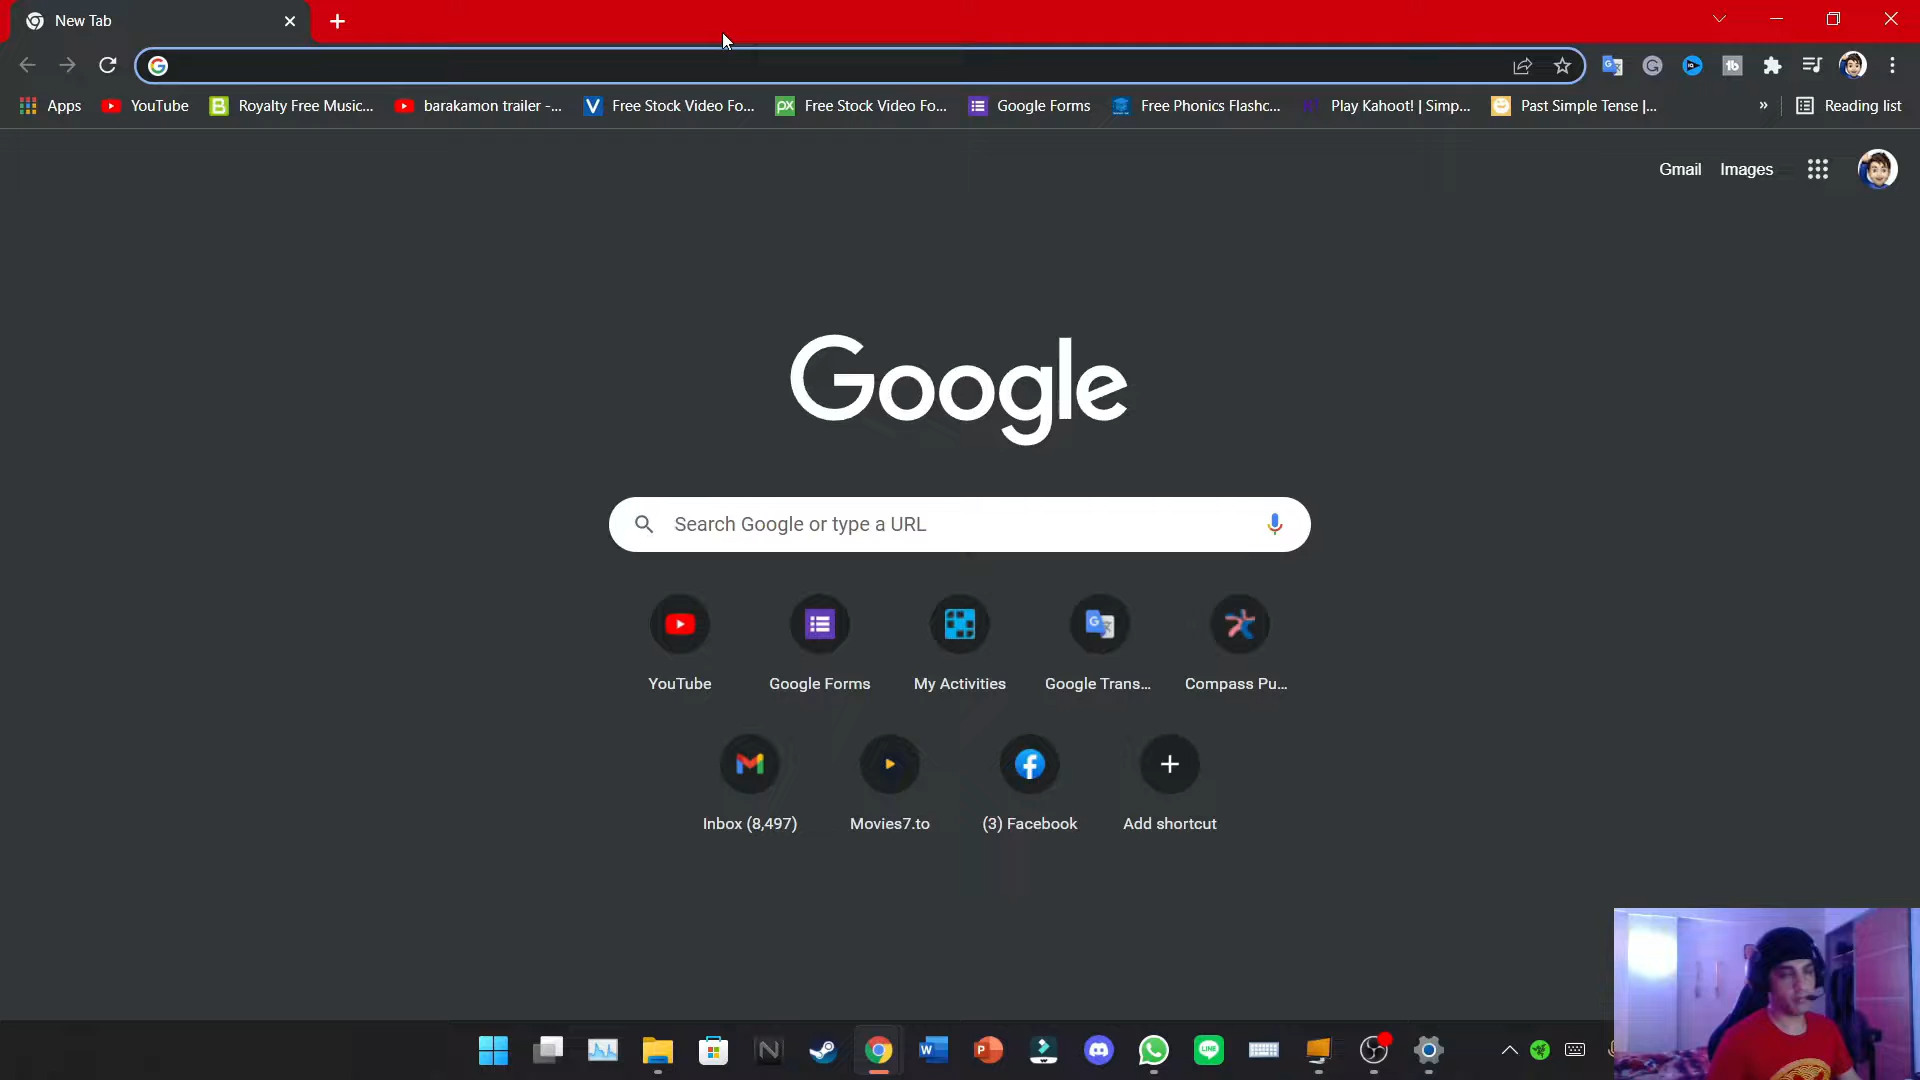 New Tab
Apps
YouTube
Royalty Free Music...
barakamon trailer -...
Free Stock Video Fo...
Free Stock Video Fo...
Google Forms
Free Phonics Flashc...
Play Kahoot! | Simp...
Past Simple Tense |...
»
Reading list
Gmail
Images
Google
Search Google or type a URL
YouTube
Google Forms
My Activities
Google Trans...
Compass Pu...
Inbox (8,497)
Movies7.to
(3) Facebook
Add shortcut